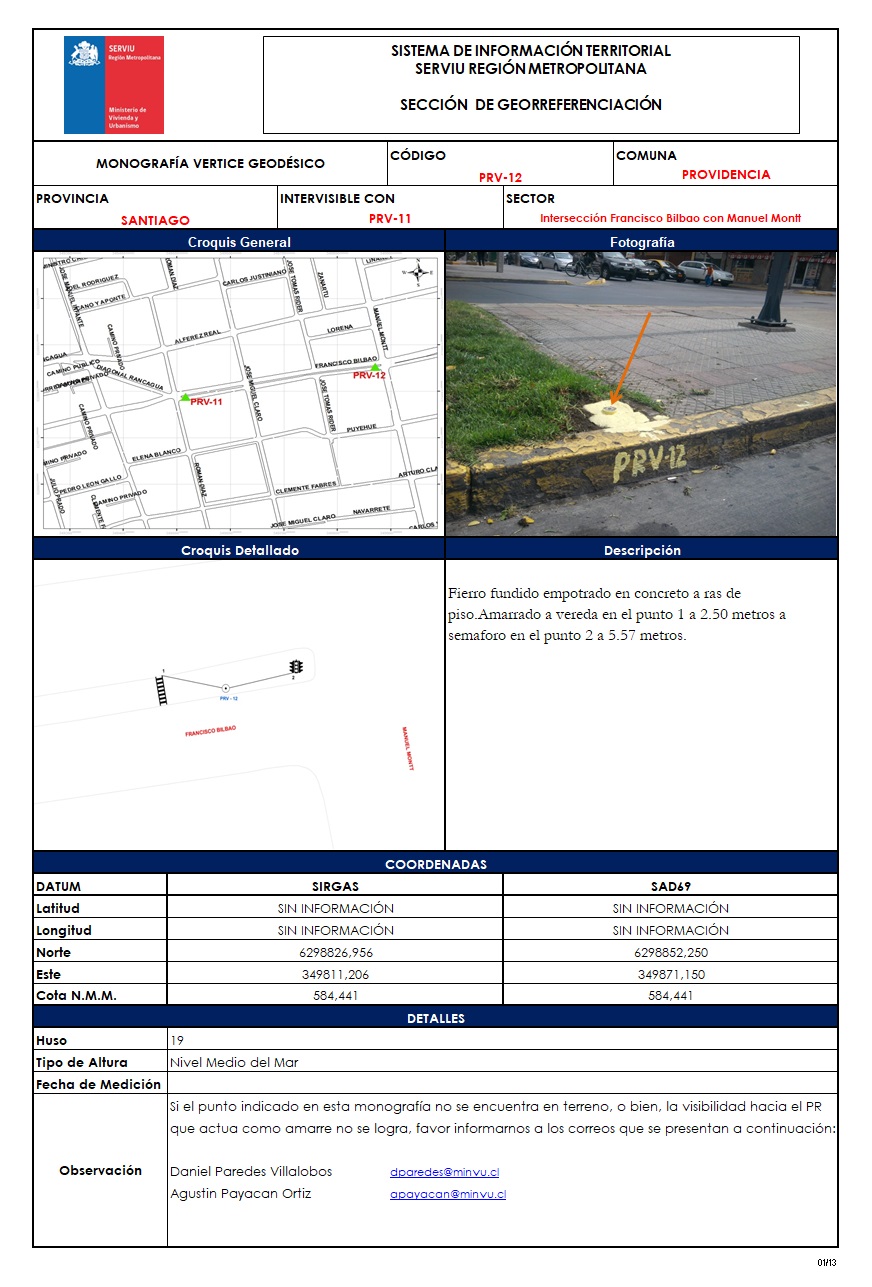 SERVIU
Región Metropolitana
Ministerio de
Vivienda y
Urbanismo
SISTEMA DE INFORMACIÓN TERRITORIAL
SERVIU REGIÓN METROPOLITANA
SECCIÓN DE GEORREFERENCIACIÓN
MONOGRAFÍA VERTICE GEODÉSICO
CÓDIGO
PRV-12
COMUNA
PROVIDENCIA
PROVINCIA
SANTIAGO
INTERVISIBLE CON
PRV-11
SECTOR
Intersección Francisco Bilbao con Manuel Montt
Croquis General
Fotografía
JOSE MANUEL INFANTE
CANO Y APONTE
CAMINO PRIVADO
ROMAN DIAZ
CARLOS JUSTINIANO
JOSE TOMAS RIDER
ZAÑARTU
MANUEL MONTT
N
W
E
S
ALFEREZ REAL
LORENA
FRANCISCO BILBAO
CAMINO PUBLICO
DIAGONAL RANCAGUA
PRV-12
PRV-11
JOSE MIGUEL CLARO
JOSE TOMAS RIDER
CAMINO PRIVADO
PUYEHUE
ELENA BLANCO
ROMAN DIAZ
PEDRO LEON GALLO
CAMINO PRIVADO
JULIO PRADO
CLEMENTE FABRES
NAVARRETE
JOSE MIGUEL CLARO
PRV-12
Croquis Detallado
Descripción
1
2
PRV - 12
FRANCISCO BILBAO
MANUEL MONTT
Fierro fundido empotrado en concreto a ras de
piso.Amarrado a vereda en el punto 1 a 2.50 metros a
semaforo en el punto 2 a 5.57 metros.
COORDENADAS
DATUM SIRGAS SAD69
Latitud SIN INFORMACIÓN SIN INFORMACIÓN
Longitud SIN INFORMACIÓN SIN INFORMACIÓN
Norte 6298826,956 6298852,250
Este 349811,206 349871,150
Cota N.M.M. 584,441 584,441
DETALLES
Huso 19
Tipo de Altura Nivel Medio del Mar
Fecha de Medición
Observación
Si el punto indicado en esta monografía no se encuentra en terreno, o bien, la visibilidad hacia el PR
que actua como amarre no se logra, favor informarnos a los correos que se presentan a continuación:
Daniel Paredes Villalobos dparedes@minvu.cl
Agustin Payacan Ortiz apayacan@minvu.cl
01/13